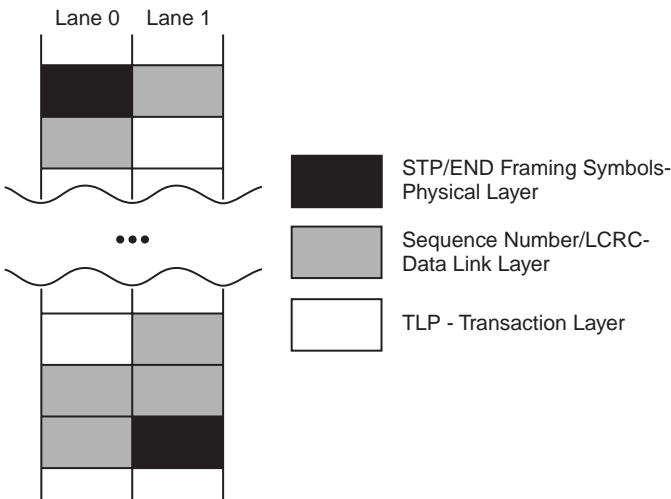 Lane 0 Lane 1
STP/END Framing Symbols-
Physical Layer
Sequence Number/LCRC-
Data Link Layer
TLP - Transaction Layer